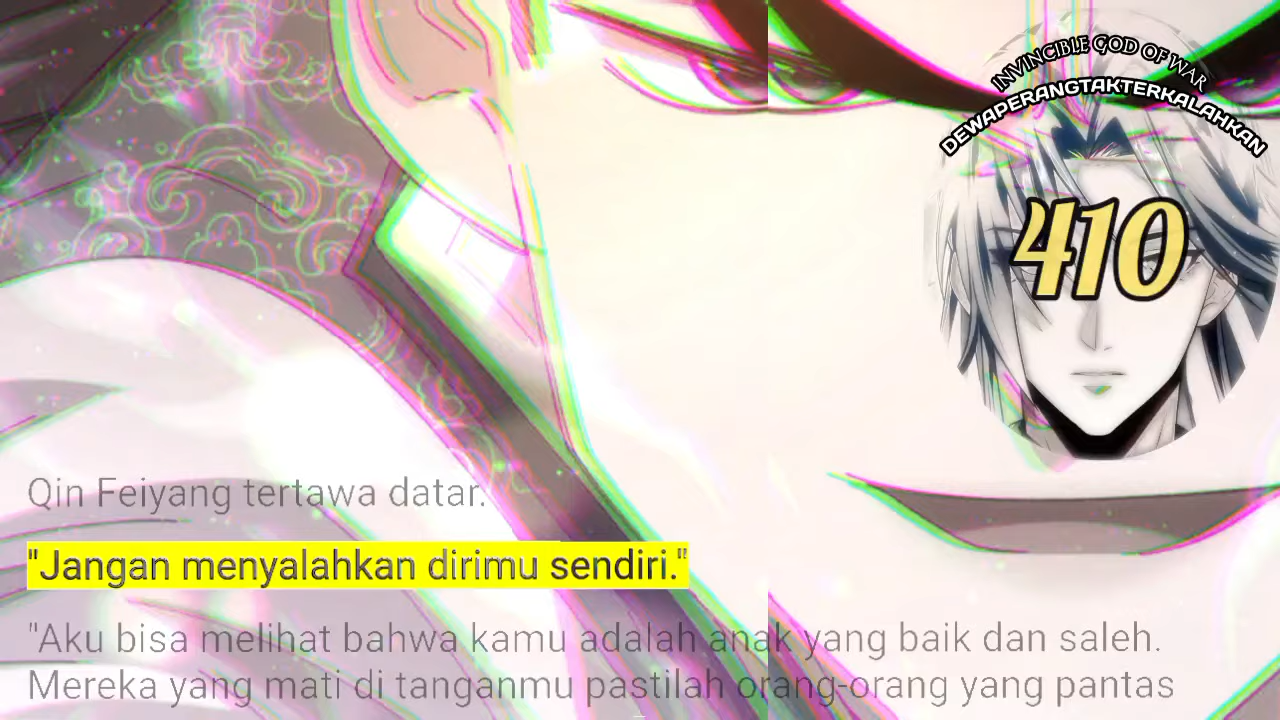 INVINCIBLE GOD OF WAR
DEWAPERANGTAKTERKALAHKAN
410
Qin Feiyang tertawa datar.
"Jangan menyalahkan dirimu sendiri."
"Aku bisa melihat bahwa kamu adalah anak yang baik dan saleh.
Mereka yang mati di tanganmu pastilah orang-orang yang pantas